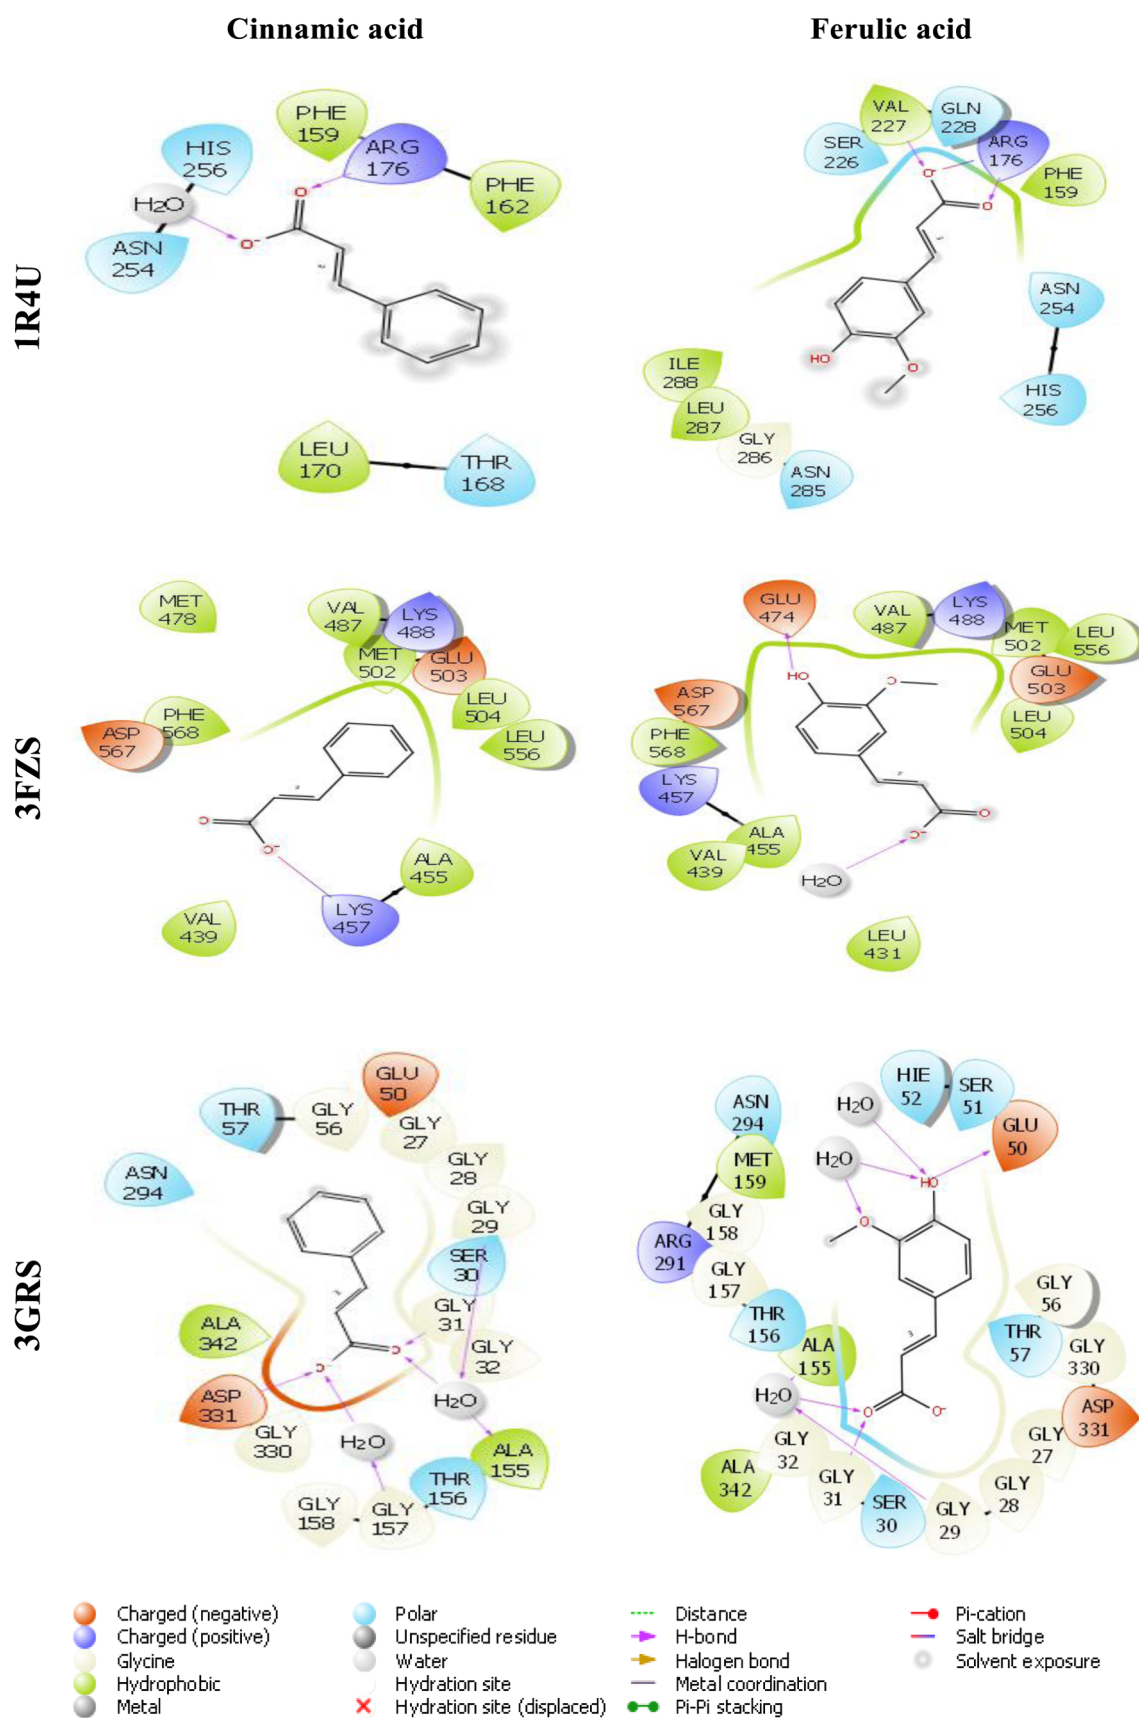 Cinnamic acid
Ferulic acid
1R4U
PHE
159
HIS
256
ARG
176
PHE
162
H₂O
ASN
254
O
O⁻
LEU
170
THR
168
VAL
227
GLN
228
SER
226
ARG
176
PHE
159
O⁻
O
ASN
254
HIS
256
HO
O
ILE
288
LEU
287
GLY
286
ASN
285
3FZS
MET
478
VAL
487
LYS
488
MET
502
GLU
503
LEU
504
LEU
556
PHE
568
ASP
567
ALA
455
LYS
457
VAL
439
GLU
474
VAL
487
LYS
488
MET
502
LEU
556
GLU
503
LEU
504
HO
ASP
567
PHE
568
LYS
457
ALA
455
VAL
439
H₂O
LEU
431
3GRS
GLU
50
THR
57
GLY
56
GLY
27
GLY
28
ASN
294
GLY
29
SER
30
GLY
31
GLY
32
ALA
342
ASP
331
GLY
330
H₂O
H₂O
ALA
155
THR
156
GLY
158
GLY
157
HIE
52
SER
51
GLU
50
H₂O
H₂O
HO
O
ASN
294
MET
159
GLY
158
ARG
291
GLY
157
THR
156
ALA
155
H₂O
O
O⁻
GLY
56
THR
57
GLY
330
ASP
331
GLY
27
GLY
28
GLY
29
SER
30
GLY
31
GLY
32
ALA
342
Charged (negative)
Charged (positive)
Glycine
Hydrophobic
Metal
Polar
Unspecified residue
Water
Hydration site
Hydration site (displaced)
Distance
H-bond
Halogen bond
Metal coordination
Pi-Pi stacking
Pi-cation
Salt bridge
Solvent exposure